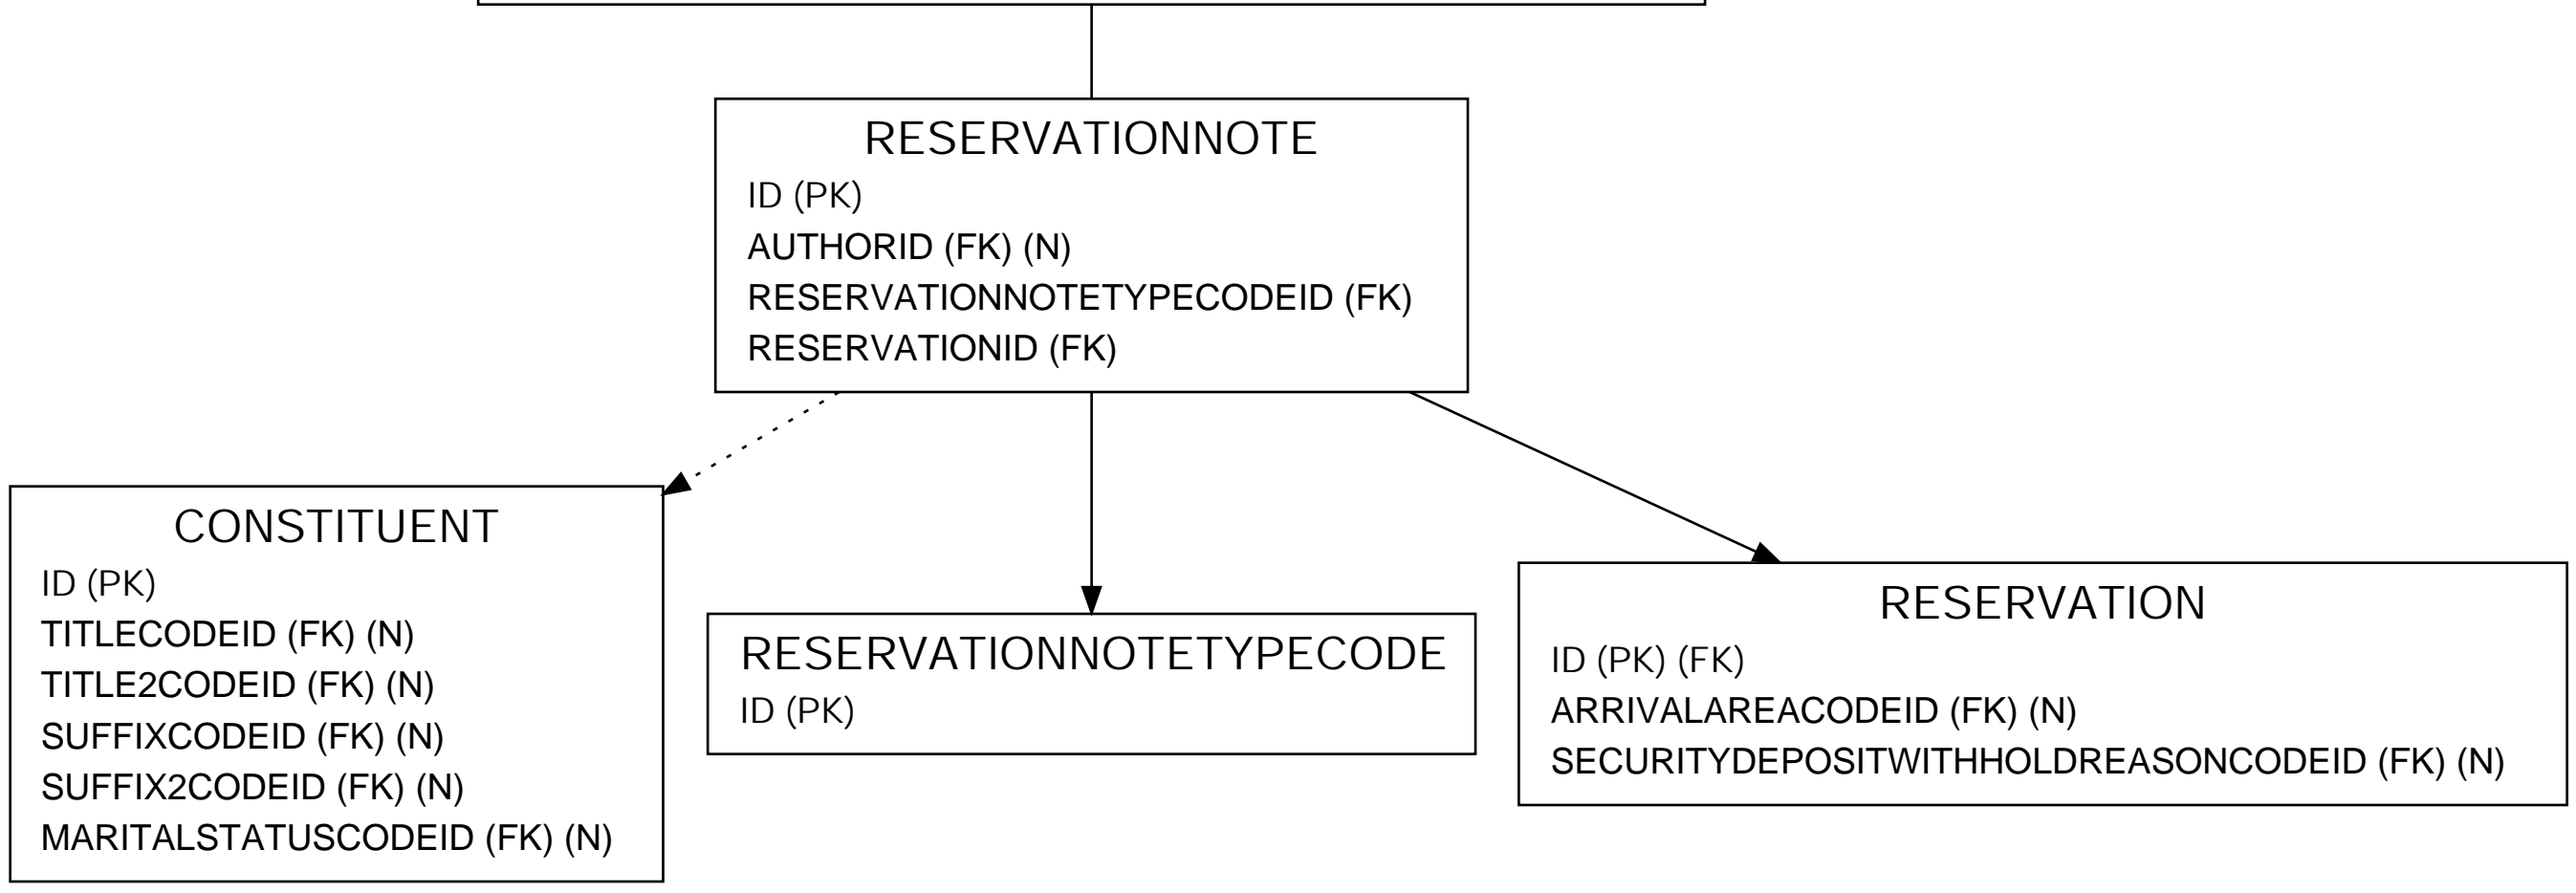 RESERVATIONNOTE
ID (PK)
AUTHORID (FK) (N)
RESERVATIONNOTETYPECODEID (FK)
RESERVATIONID (FK)
CONSTITUENT
ID (PK)
TITLECODEID (FK) (N)
TITLE2CODEID (FK) (N)
SUFFIXCODEID (FK) (N)
SUFFIX2CODEID (FK) (N)
MARITALSTATUSCODEID (FK) (N)
RESERVATIONNOTETYPECODE
ID (PK)
RESERVATION
ID (PK) (FK)
ARRIVALAREACODEID (FK) (N)
SECURITYDEPOSITWITHHOLDREASONCODEID (FK) (N)